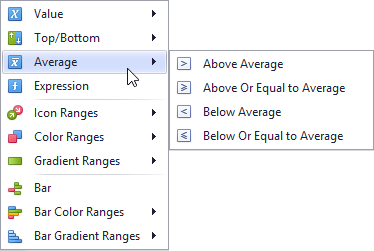 Value
Top/Bottom
Average
Expression
Icon Ranges
Color Ranges
Gradient Ranges
Bar
Bar Color Ranges
Bar Gradient Ranges
Above Average
Above Or Equal to Average
Below Average
Below Or Equal to Average